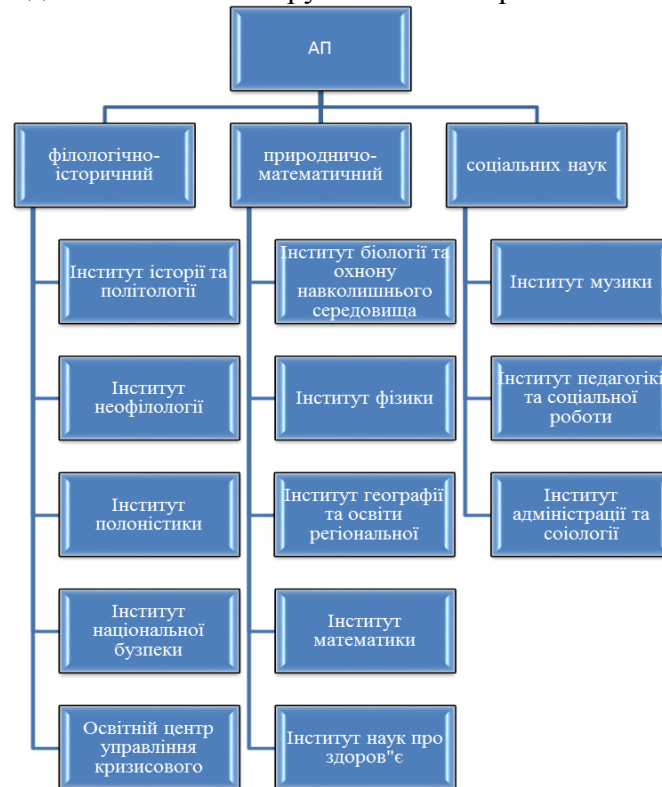 АП
філологічно-
історичний
Інститут історії та
політології
Інститут
неофілології
Інститут
полоністики
Інститут
національної
бузпеки
Освітній центр
управління
кризисового
природничо-
математичний
Інститут біології та
охнону
навколишнього
середовища
Інститут фізики
Інститут географії
та освіти
регіональної
Інститут
математики
Інститут наук про
здоров"є
соціальних наук
Інститут музики
Інститут педагогікі
та соціальної
роботи
Інститут
адміністрації та
соіології